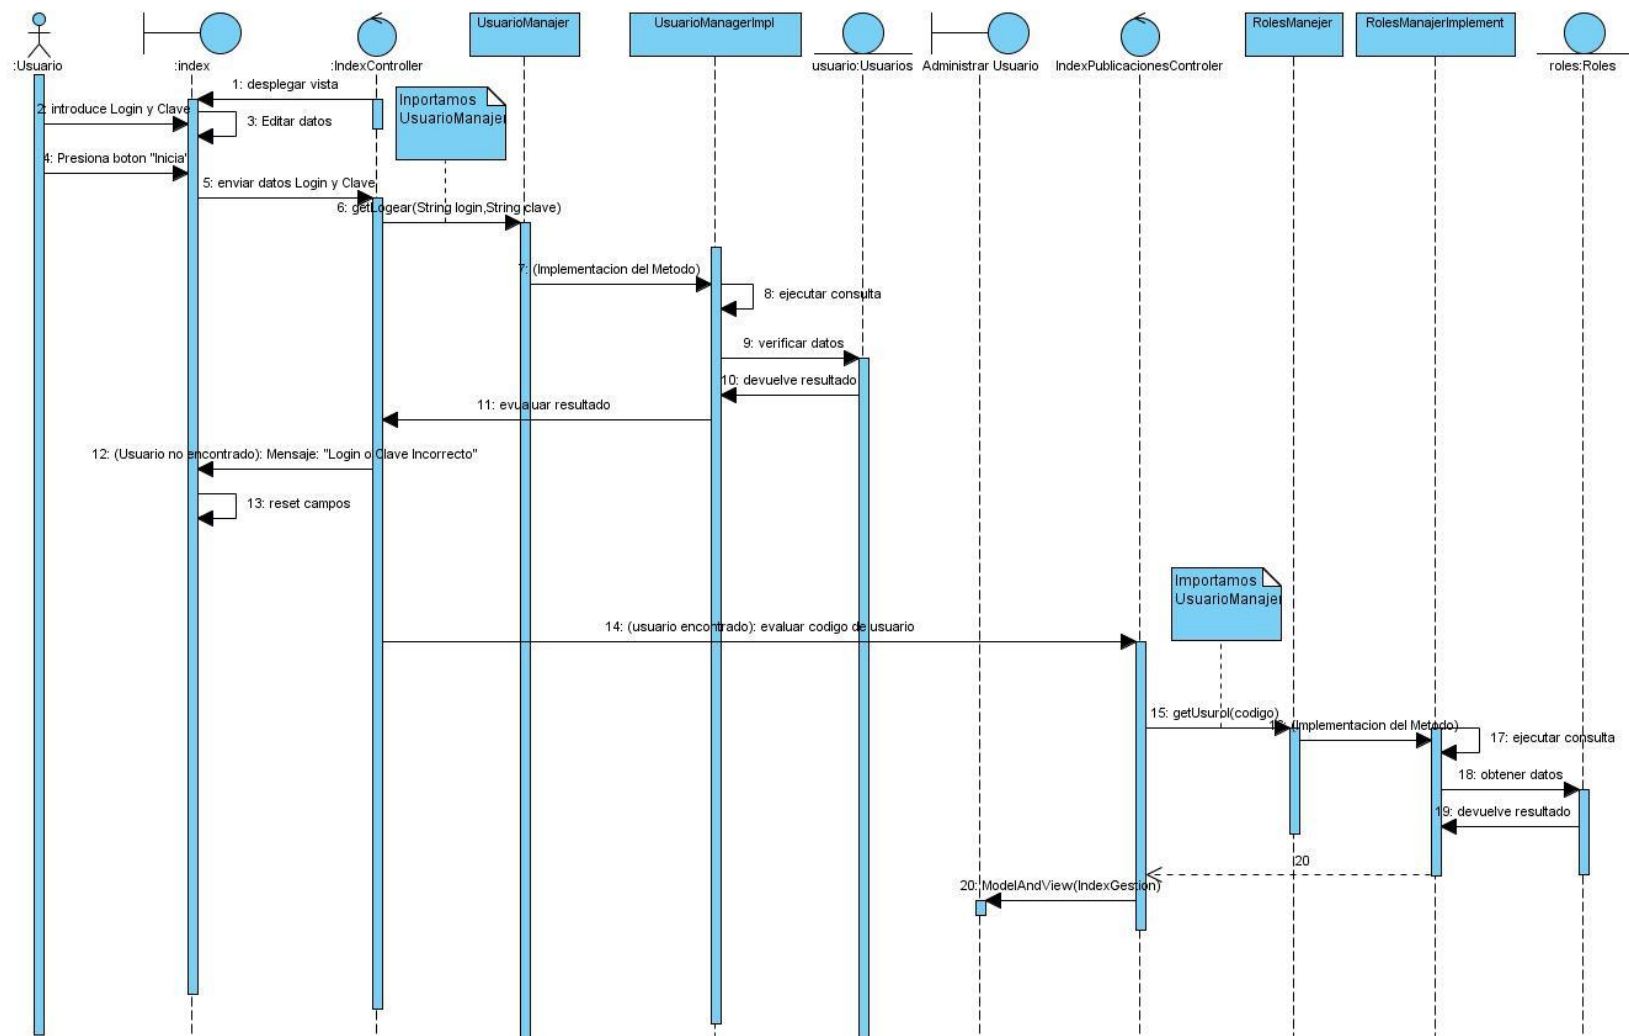 UsuarioManajer
UsuarioManagerImpl
RolesManejer
RolesManajerImplement
:Usuario
:index
:IndexController
usuario:Usuarios
Administrar Usuario
IndexPublicacionesControler
roles:Roles
1: desplegar vista
Inportamos
UsuarioManajer
2: introduce Login y Clave
3: Editar datos
4: Presiona boton "Inicia"
5: enviar datos Login y Clave
6: getLogear(String login,String clave)
7: (Implementacion del Metodo)
8: ejecutar consulta
9: verificar datos
10: devuelve resultado
11: evualuar resultado
12: (Usuario no encontrado): Mensaje: "Login o Clave Incorrecto"
13: reset campos
Importamos
UsuarioManajer
14: (usuario encontrado): evaluar codigo de usuario
15: getUsurol(codigo)
16: (Implementacion del Metodo)
17: ejecutar consulta
18: obtener datos
19: devuelve resultado
20
20: ModelAndView(IndexGestion)